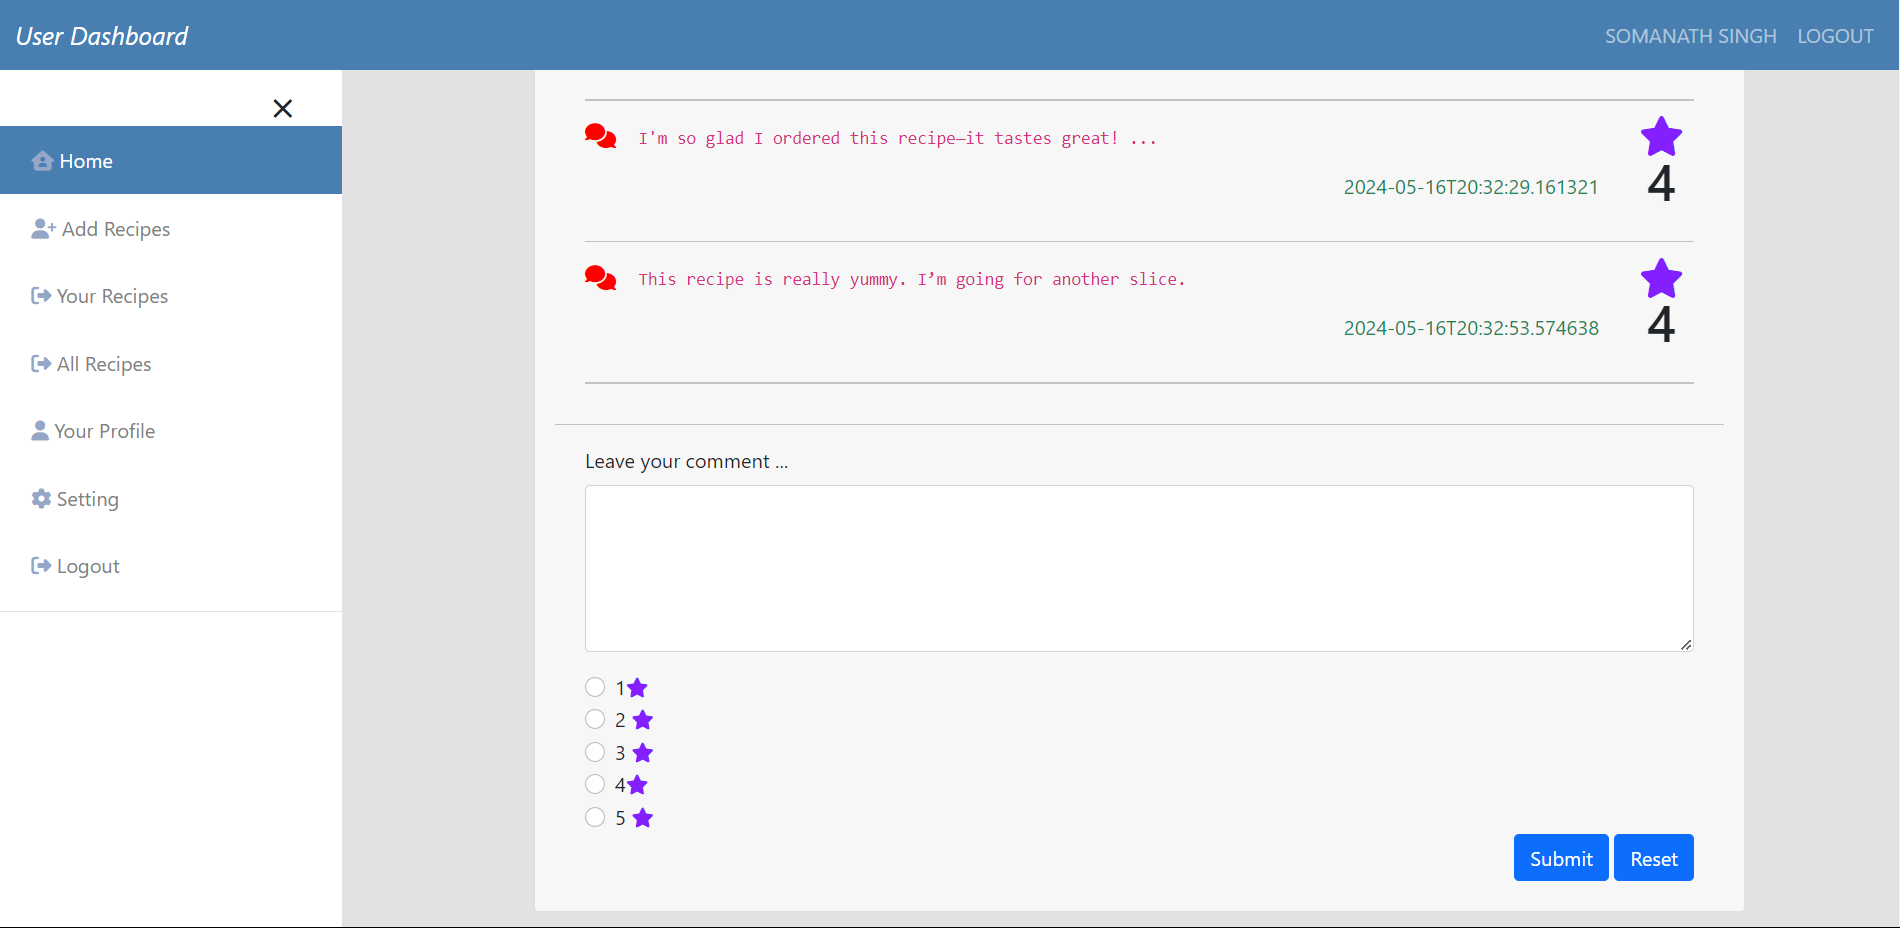 User Dashboard
SOMANATH SINGH LOGOUT
Home
Add Recipes
Your Recipes
All Recipes
Your Profile
Setting
Logout
I'm so glad I ordered this recipe—it tastes great! ...
2024-05-16T20:32:29.161321
4
This recipe is really yummy. I’m going for another slice.
2024-05-16T20:32:53.574638
4
Leave your comment ...
1
2
3
4
5
Submit Reset